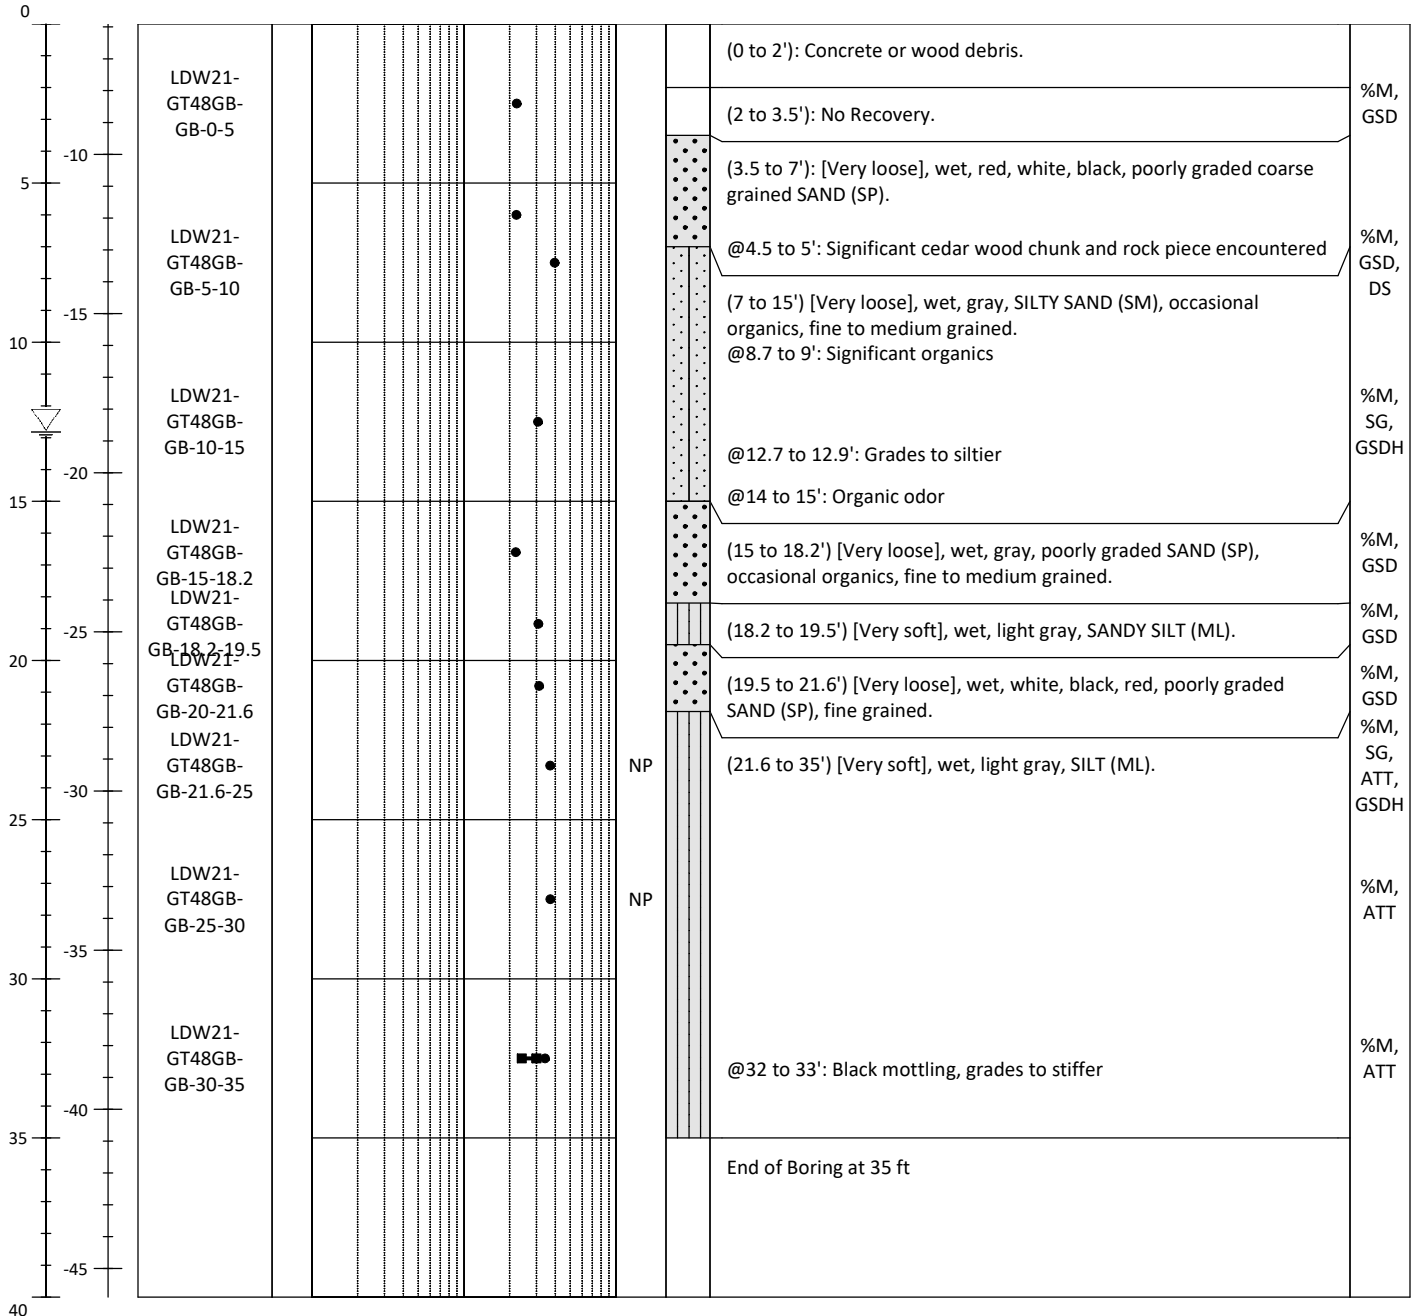 0
5
10
15
20
25
30
35
40
-10
-15
-20
-25
-30
-35
-40
-45
LDW21-
GT48GB-
GB-0-5
LDW21-
GT48GB-
GB-5-10
LDW21-
GT48GB-
GB-10-15
LDW21-
GT48GB-
GB-15-18.2
LDW21-
GT48GB-
GB-18.2-19.5
LDW21-
GT48GB-
GB-20-21.6
LDW21-
GT48GB-
GB-21.6-25
LDW21-
GT48GB-
GB-25-30
LDW21-
GT48GB-
GB-30-35
NP
NP
(0 to 2'): Concrete or wood debris.
(2 to 3.5'): No Recovery.
(3.5 to 7'): [Very loose], wet, red, white, black, poorly graded coarse
grained SAND (SP).
@4.5 to 5': Significant cedar wood chunk and rock piece encountered
(7 to 15') [Very loose], wet, gray, SILTY SAND (SM), occasional
organics, fine to medium grained.
@8.7 to 9': Significant organics
@12.7 to 12.9': Grades to siltier
@14 to 15': Organic odor
(15 to 18.2') [Very loose], wet, gray, poorly graded SAND (SP),
occasional organics, fine to medium grained.
(18.2 to 19.5') [Very soft], wet, light gray, SANDY SILT (ML).
(19.5 to 21.6') [Very loose], wet, white, black, red, poorly graded
SAND (SP), fine grained.
(21.6 to 35') [Very soft], wet, light gray, SILT (ML).
@32 to 33': Black mottling, grades to stiffer
End of Boring at 35 ft
%M,
GSD
%M,
GSD,
DS
%M,
SG,
GSDH
%M,
GSD
%M,
GSD
%M,
GSD
%M,
SG,
ATT,
GSDH
%M,
ATT
%M,
ATT